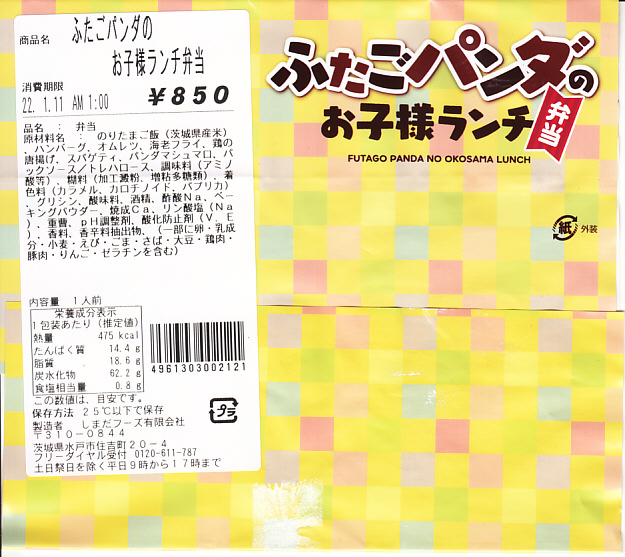 商品名 ふたごパンダの
お子様ランチ弁当
消費期限
22. 1.11 AM 1:00 ¥850
品名 : 弁当
原材料名: のりたまご飯(茨城県産米)
、ハンバーグ、オムレツ、海老フライ、鶏の
唐揚げ、スパゲティ、パンダマシュマロ、パ
ックソース/トレハロース、調味料(アミノ
酸等)、糊料(加工澱粉、増粘多糖類)、着
色料(カラメル、カロチノイド、パプリカ)
、グリシン、酸味料、酒精、酢酸Na、ベー
キングパウダー、焼成Ca、リン酸塩(Na
)、重曹、pH調整剤、酸化防止剤(V.E
)、香料、香辛料抽出物、(一部に卵・乳成
分・小麦・えび・ごま・さば・大豆・鶏肉・
豚肉・りんご・ゼラチンを含む)
内容量 1人前
栄養成分表示
1包装あたり(推定値)
熱量 475 kcal
たんぱく質 14.4 g
脂質 18.6 g
炭水化物 62.2 g
食塩相当量 0.8 g
この数値は、目安です。
4961303002121
保存方法 25℃以下で保存
プラ
製造者 しまだフーズ有限会社
〒310-0844
茨城県水戸市住吉町20-4
フリーダイヤル受付 0120-611-787
土日祭日を除く平日9時から17時まで
ふたごパンダの
お子様ランチ弁当
FUTAGO PANDA NO OKOSAMA LUNCH
紙 外装